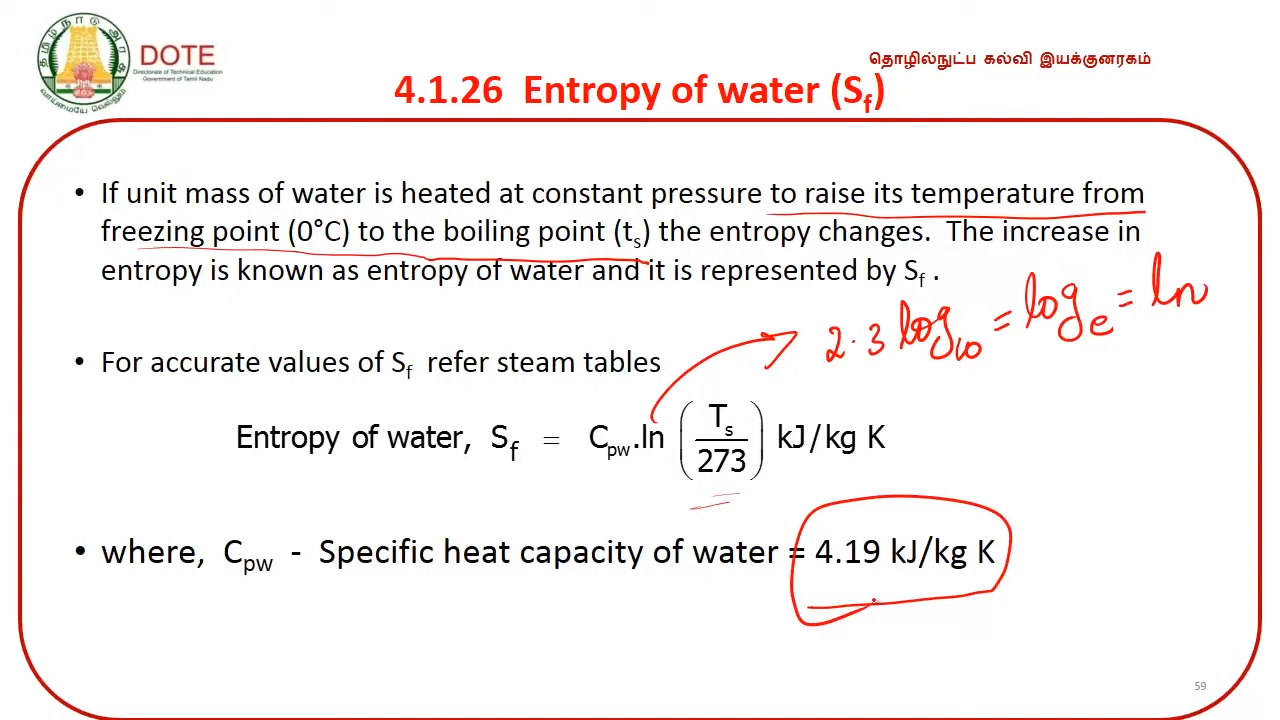 தமிழ்நாடு அரசு
வாய்மையே வெல்லும்
DOTE
Directorate of Technical Education
Government of Tamil Nadu
தொழில்நுட்ப கல்வி இயக்குனரகம்
4.1.26 Entropy of water (Sf)
• If unit mass of water is heated at constant pressure to raise its temperature from
freezing point (0°C) to the boiling point (ts) the entropy changes. The increase in
entropy is known as entropy of water and it is represented by Sf .
2.3 log10 = loge = ln
• For accurate values of Sf refer steam tables
Entropy of water, Sf = Cpw.ln (Ts/273) kJ/kg K
• where, Cpw - Specific heat capacity of water = 4.19 kJ/kg K
59